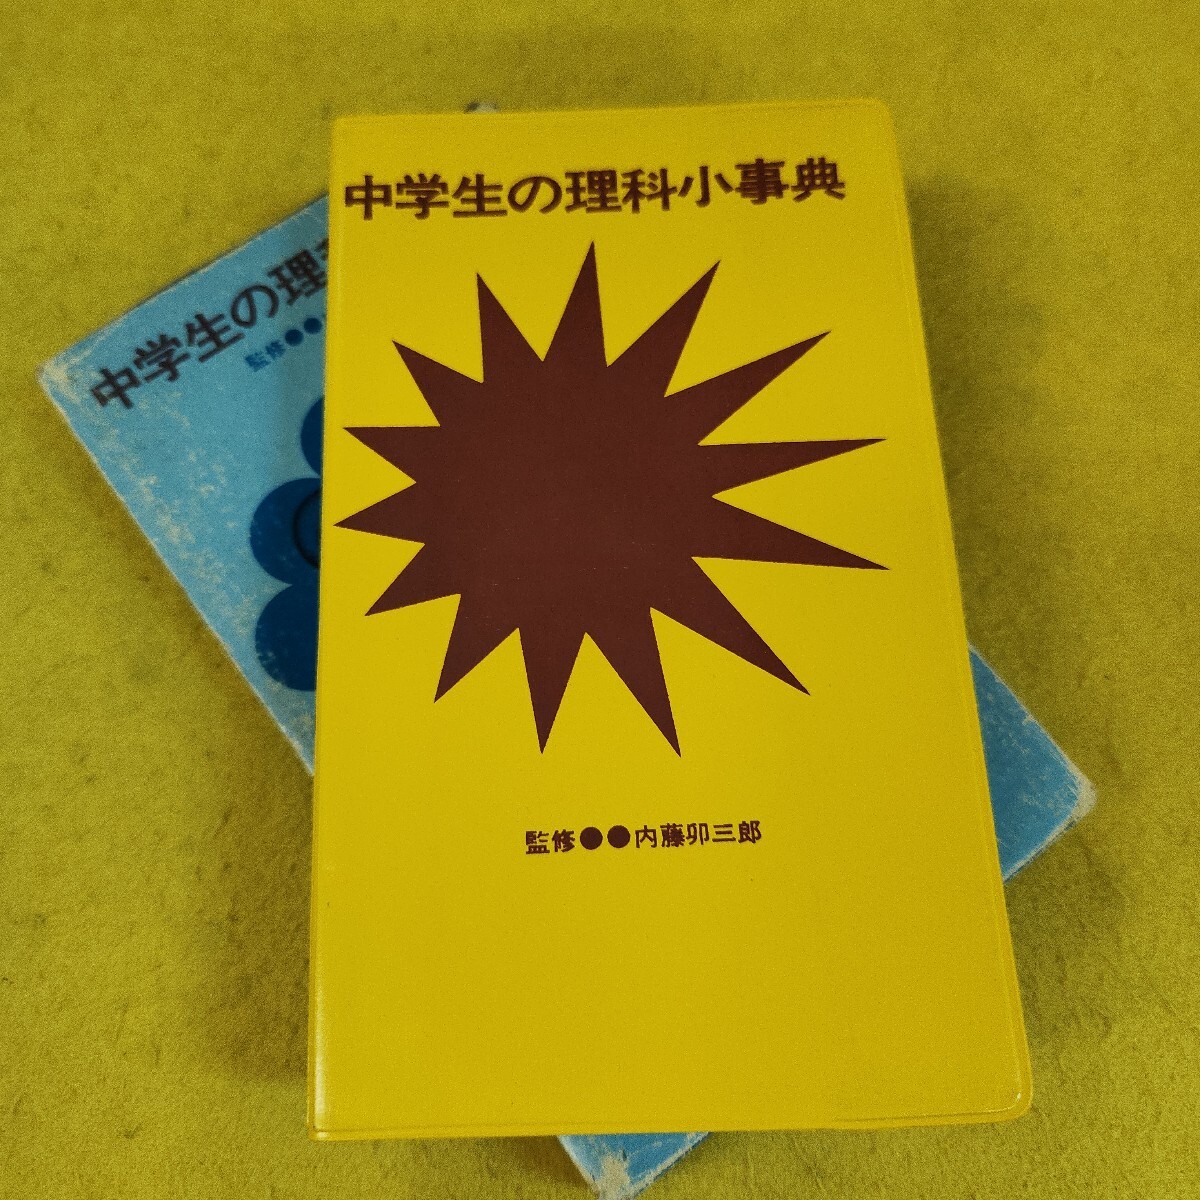 中学生の理科小事典
監修●●内藤卯三郎
中学生の理
監修●●